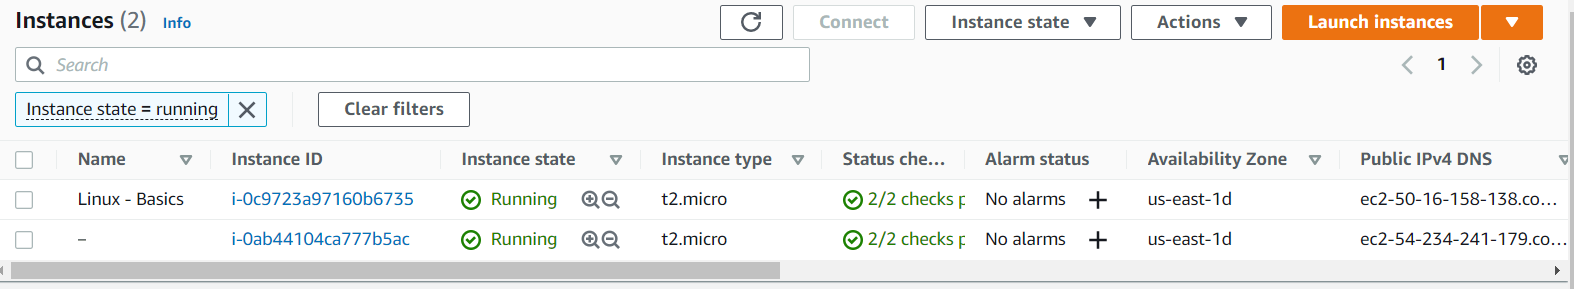 Instances (2) Info Connect Instance state Actions Launch instances
Search 1
Instance state = running Clear filters
Name Instance ID Instance state Instance type Status che... Alarm status Availability Zone Public IPv4 DNS
Linux - Basics i-0c9723a97160b6735 Running t2.micro 2/2 checks p No alarms + us-east-1d ec2-50-16-158-138.co...
– i-0ab44104ca777b5ac Running t2.micro 2/2 checks p No alarms + us-east-1d ec2-54-234-241-179.co...